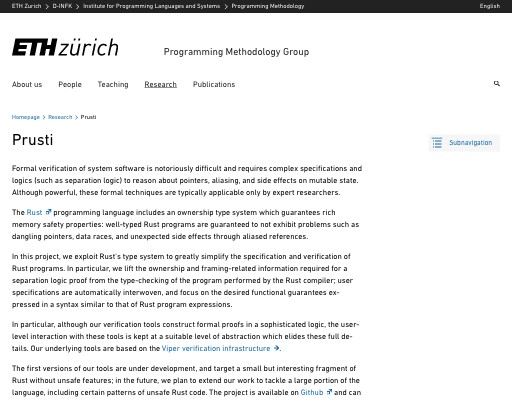 ETH Zurich > D-INFK > Institute for Programming Languages and Systems > Programming Methodology English
ETH zürich Programming Methodology Group
About us People Teaching Research Publications
Homepage > Research > Prusti
Prusti
Subnavigation
Formal verification of system software is notoriously difficult and requires complex specifications and
logics (such as separation logic) to reason about pointers, aliasing, and side effects on mutable state.
Although powerful, these formal techniques are typically applicable only by expert researchers.
The Rust programming language includes an ownership type system which guarantees rich
memory safety properties: well-typed Rust programs are guaranteed to not exhibit problems such as
dangling pointers, data races, and unexpected side effects through aliased references.
In this project, we exploit Rust's type system to greatly simplify the specification and verification of
Rust programs. In particular, we lift the ownership and framing-related information required for a
separation logic proof from the type-checking of the program performed by the Rust compiler; user
specifications are automatically interwoven, and focus on the desired functional guarantees ex-
pressed in a syntax similar to that of Rust program expressions.
In particular, although our verification tools construct formal proofs in a sophisticated logic, the user-
level interaction with these tools is kept at a suitable level of abstraction which elides these full de-
tails. Our underlying tools are based on the Viper verification infrastructure →.
The first versions of our tools are under development, and target a small but interesting fragment of
Rust without unsafe features; in the future, we plan to extend our work to tackle a large portion of the
language, including certain patterns of unsafe Rust code. The project is available on Github and can